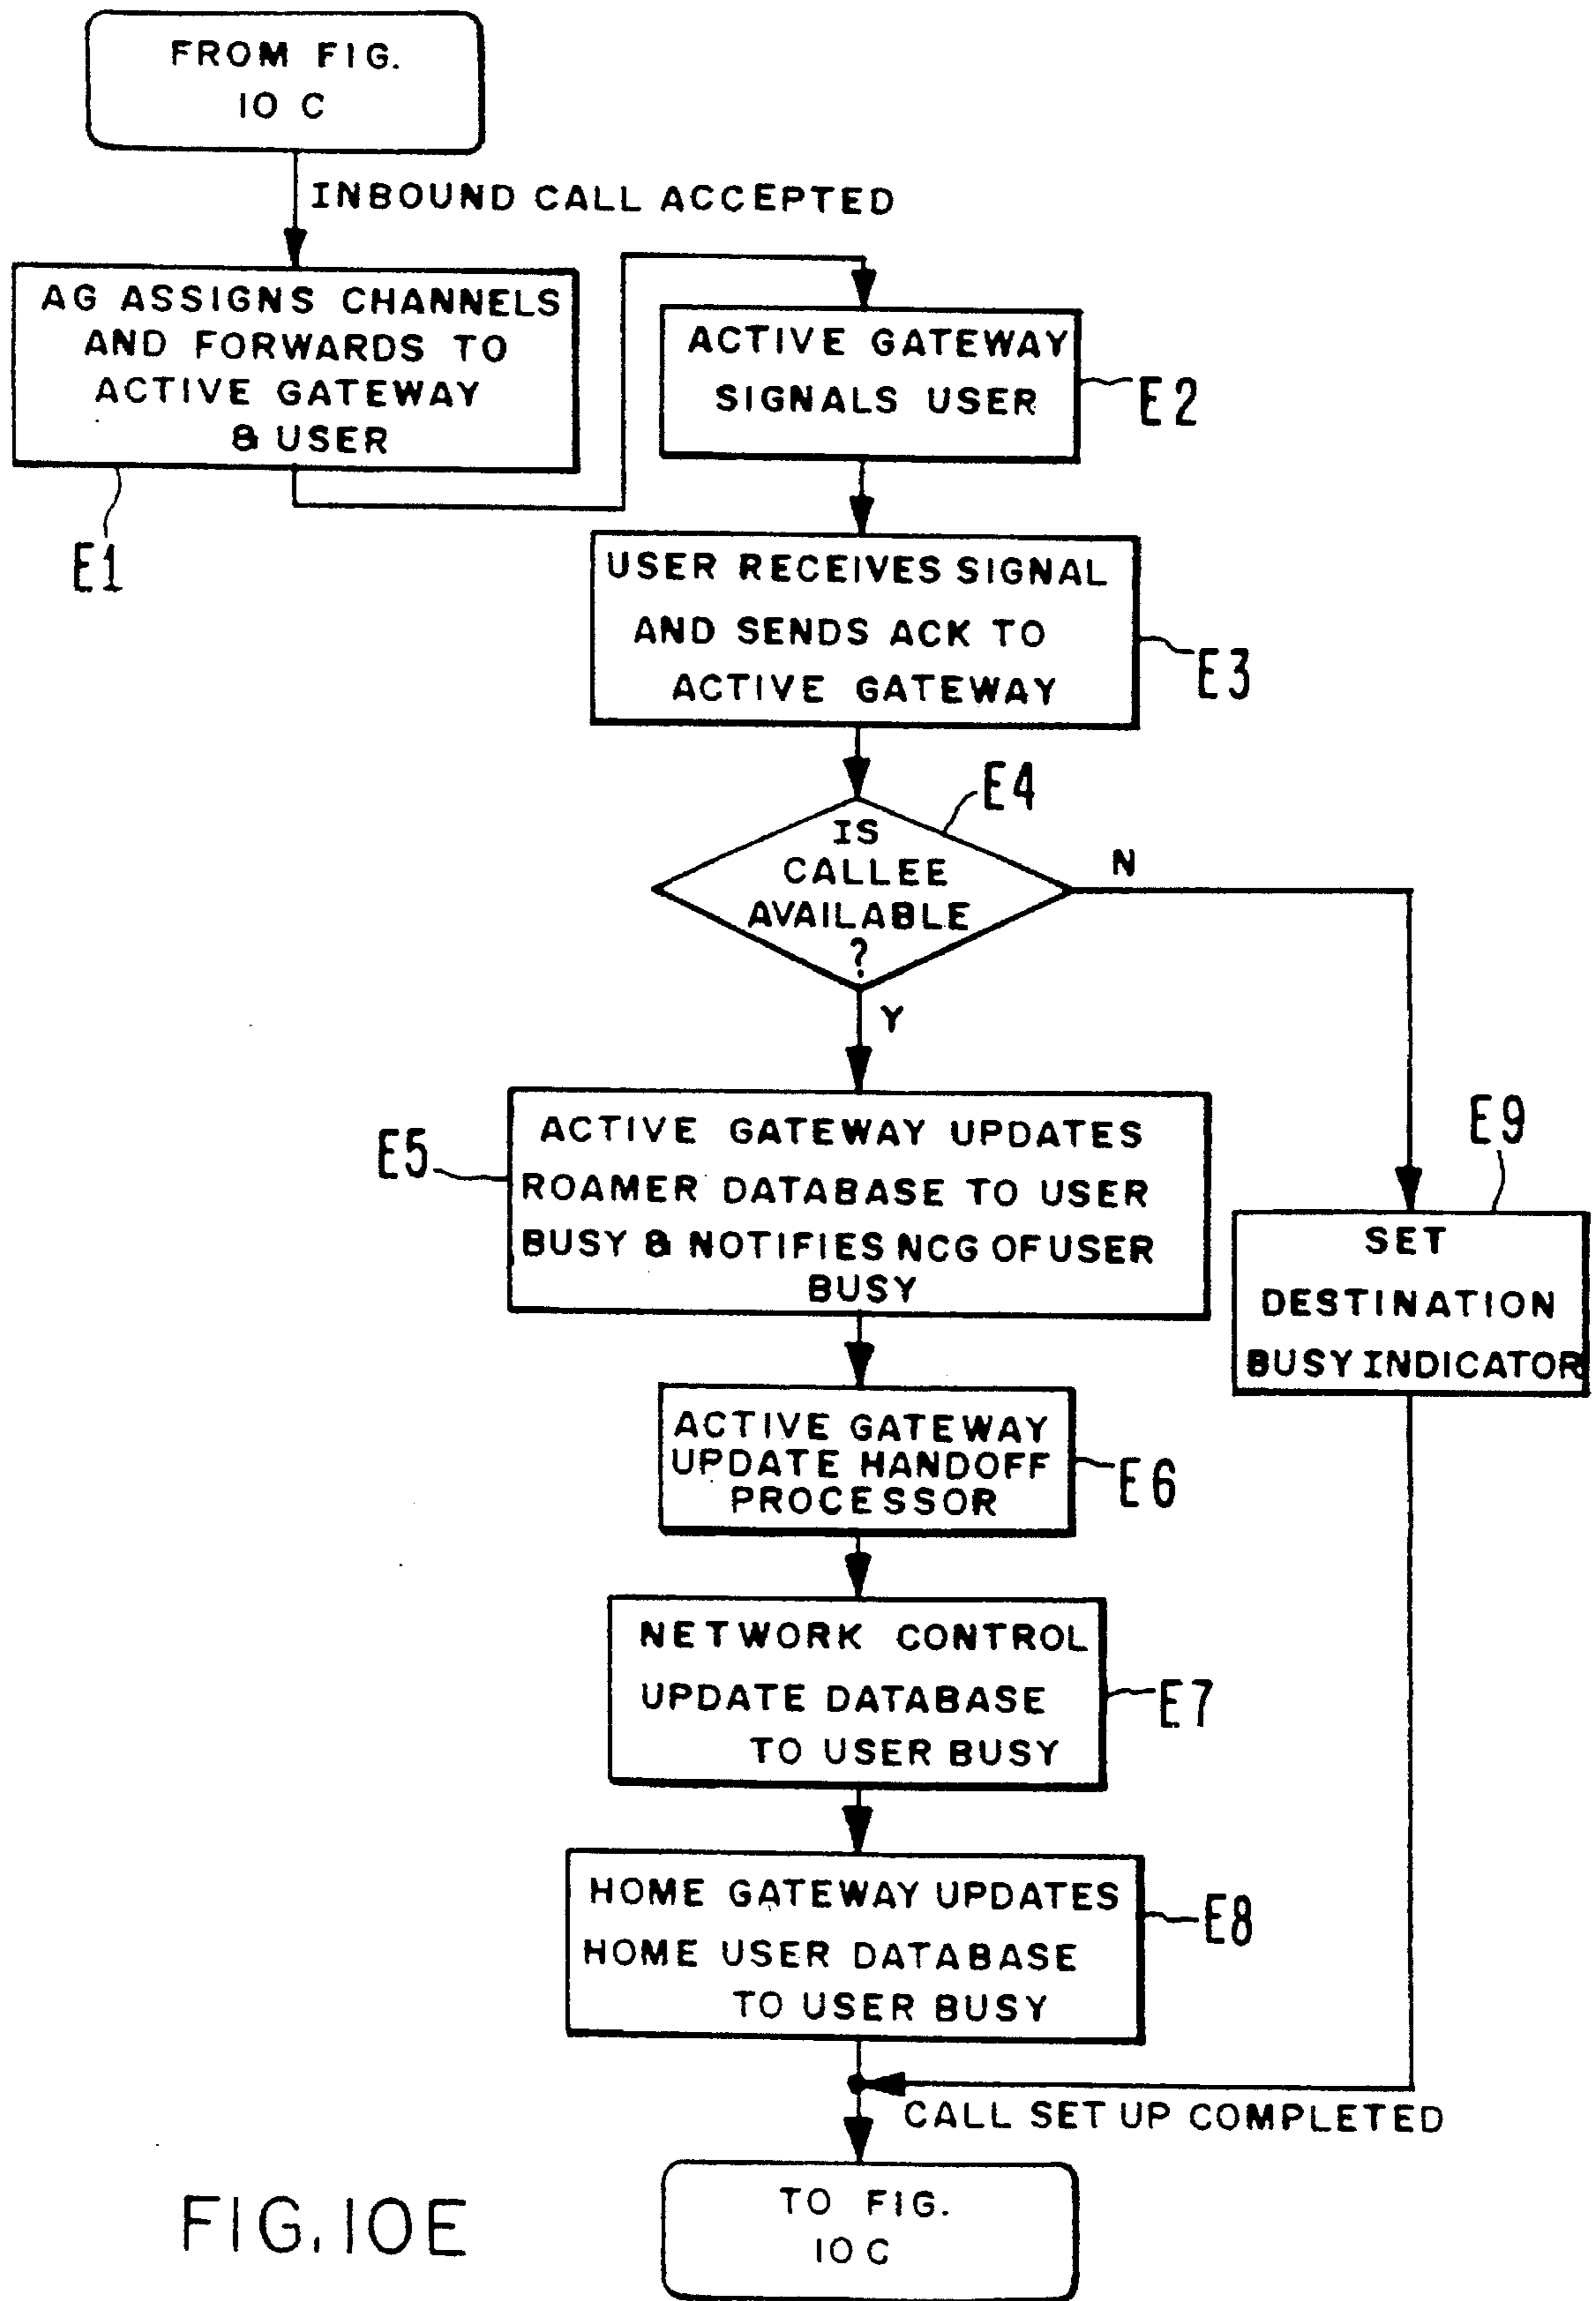 FROM FIG.
10 C
INBOUND CALL ACCEPTED
AG ASSIGNS CHANNELS
AND FORWARDS TO
ACTIVE GATEWAY
& USER
E1
ACTIVE GATEWAY
SIGNALS USER
E2
USER RECEIVES SIGNAL
AND SENDS ACK TO
ACTIVE GATEWAY
E3
E4
IS
CALLEE
AVAILABLE
?
N
Y
E5
ACTIVE GATEWAY UPDATES
ROAMER DATABASE TO USER
BUSY & NOTIFIES NCG OF USER
BUSY
E9
SET
DESTINATION
BUSY INDICATOR
ACTIVE GATEWAY
UPDATE HANDOFF
PROCESSOR
E6
NETWORK CONTROL
UPDATE DATABASE
TO USER BUSY
E7
HOME GATEWAY UPDATES
HOME USER DATABASE
TO USER BUSY
E8
CALL SET UP COMPLETED
TO FIG.
10 C
FIG. 10E